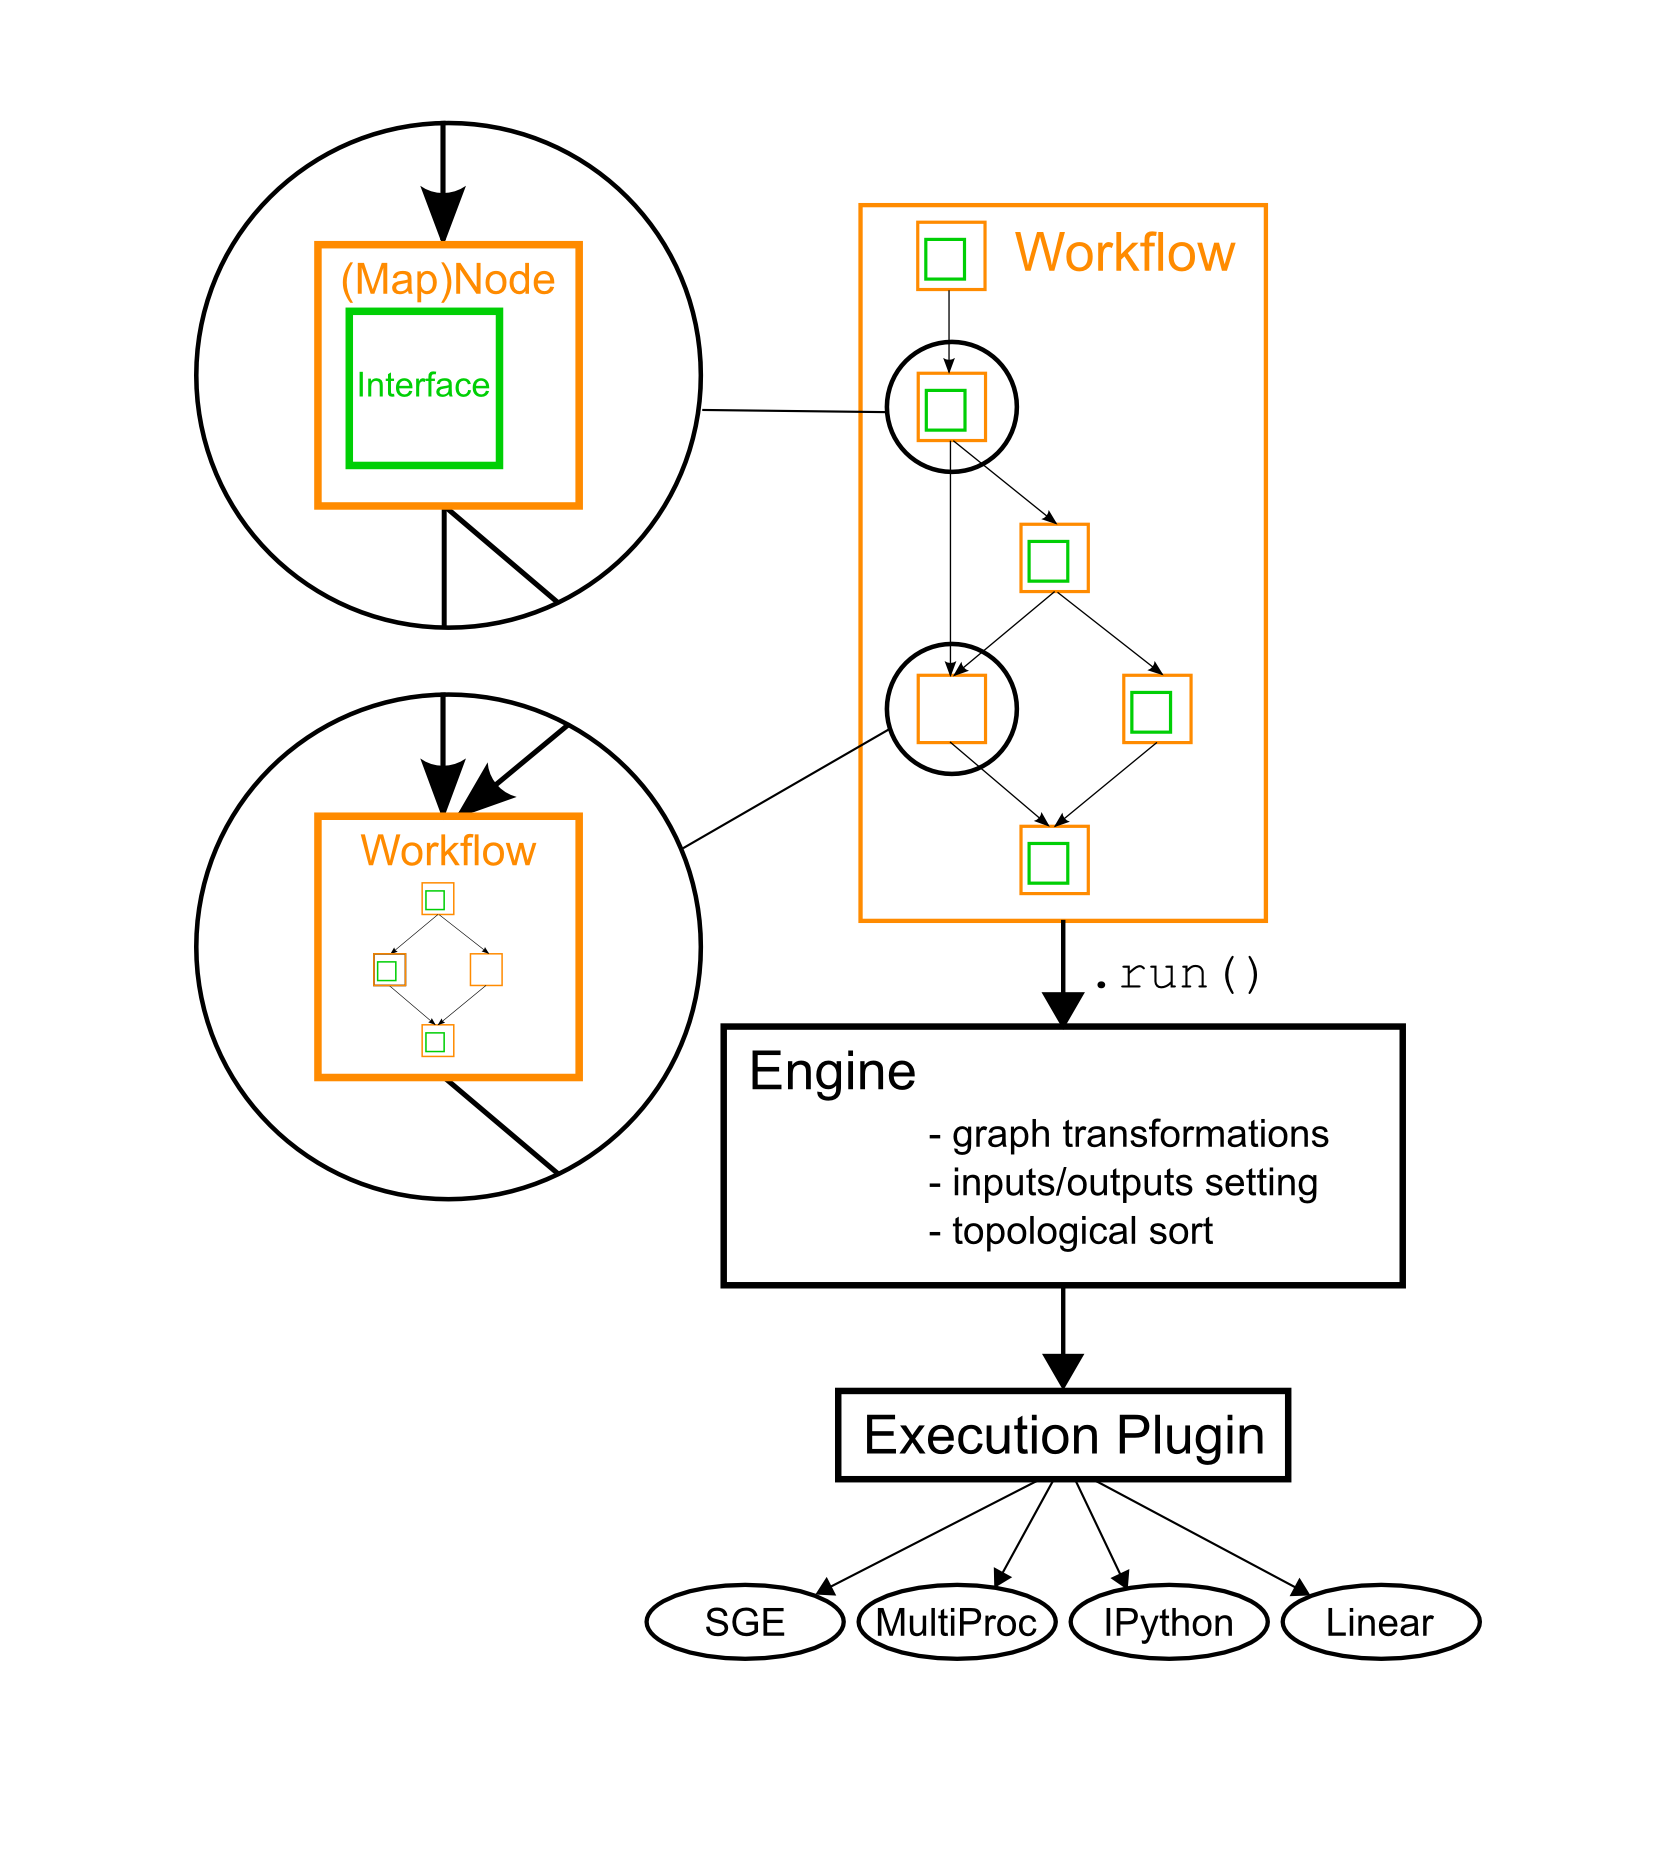 (Map)Node
Interface
Workflow
Workflow
.run()
Engine
- graph transformations
- inputs/outputs setting
- topological sort
Execution Plugin
SGE
MultiProc
IPython
Linear